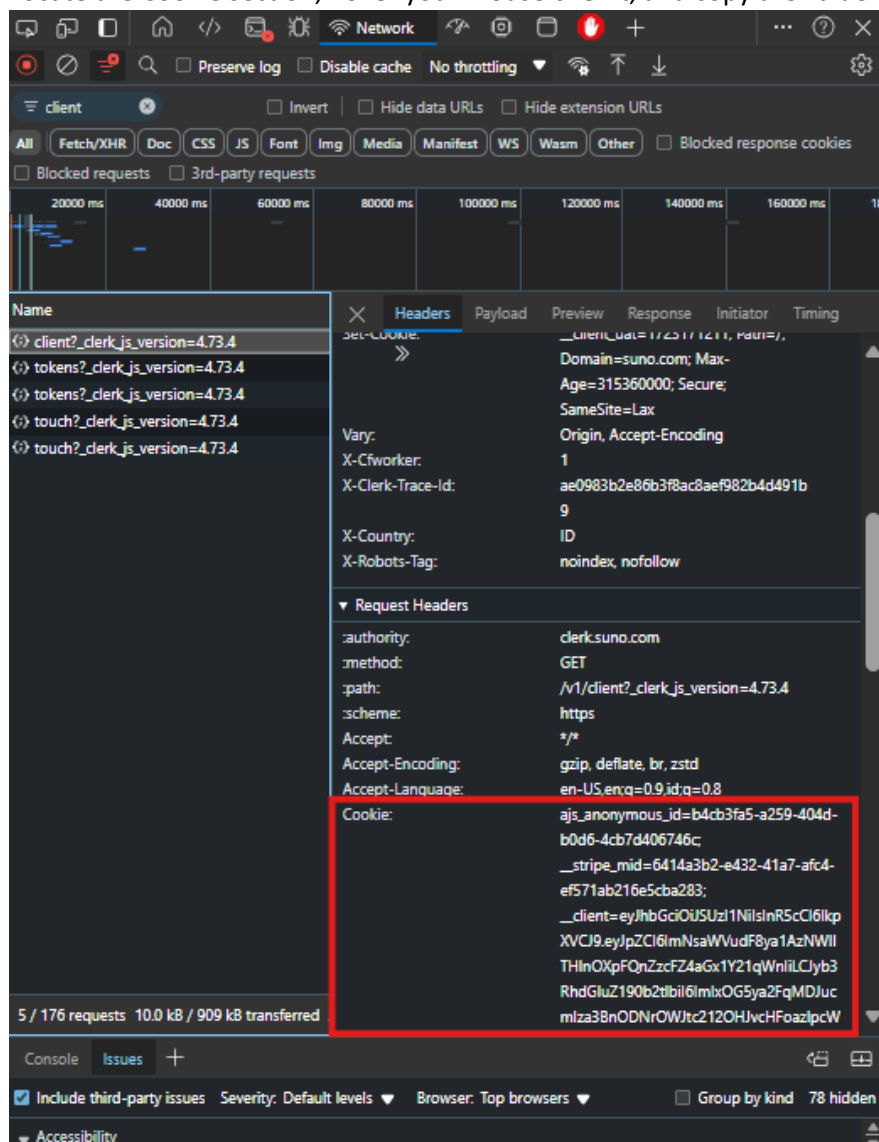 Network
Preserve log Disable cache No throttling
client Invert Hide data URLs Hide extension URLs
All Fetch/XHR Doc CSS JS Font Img Media Manifest WS Wasm Other Blocked response cookies
Blocked requests 3rd-party requests
20000 ms 40000 ms 60000 ms 80000 ms 100000 ms 120000 ms 140000 ms 160000 ms
Name
client?_clerk_js_version=4.73.4
tokens?_clerk_js_version=4.73.4
tokens?_clerk_js_version=4.73.4
touch?_clerk_js_version=4.73.4
touch?_clerk_js_version=4.73.4
5 / 176 requests 10.0 kB / 909 kB transferred
Headers Payload Preview Response Initiator Timing
Set-Cookie: __client_uat=1723171211; Path=/;
Domain=suno.com; Max-
Age=315360000; Secure;
SameSite=Lax
Vary: Origin, Accept-Encoding
X-Cfworker: 1
X-Clerk-Trace-Id: ae0983b2e86b3f8ac8aef982b4d491b
9
X-Country: ID
X-Robots-Tag: noindex, nofollow
Request Headers
:authority: clerk.suno.com
:method: GET
:path: /v1/client?_clerk_js_version=4.73.4
:scheme: https
Accept: */*
Accept-Encoding: gzip, deflate, br, zstd
Accept-Language: en-US,en;q=0.9,id;q=0.8
Cookie: ajs_anonymous_id=b4cb3fa5-a259-404d-
b0d6-4cb7d406746c;
__stripe_mid=6414a3b2-e432-41a7-afc4-
ef571ab216e5cba283;
Console Issues
Include third-party issues Severity: Default levels Browser: Top browsers Group by kind 78 hidden
Accessibility